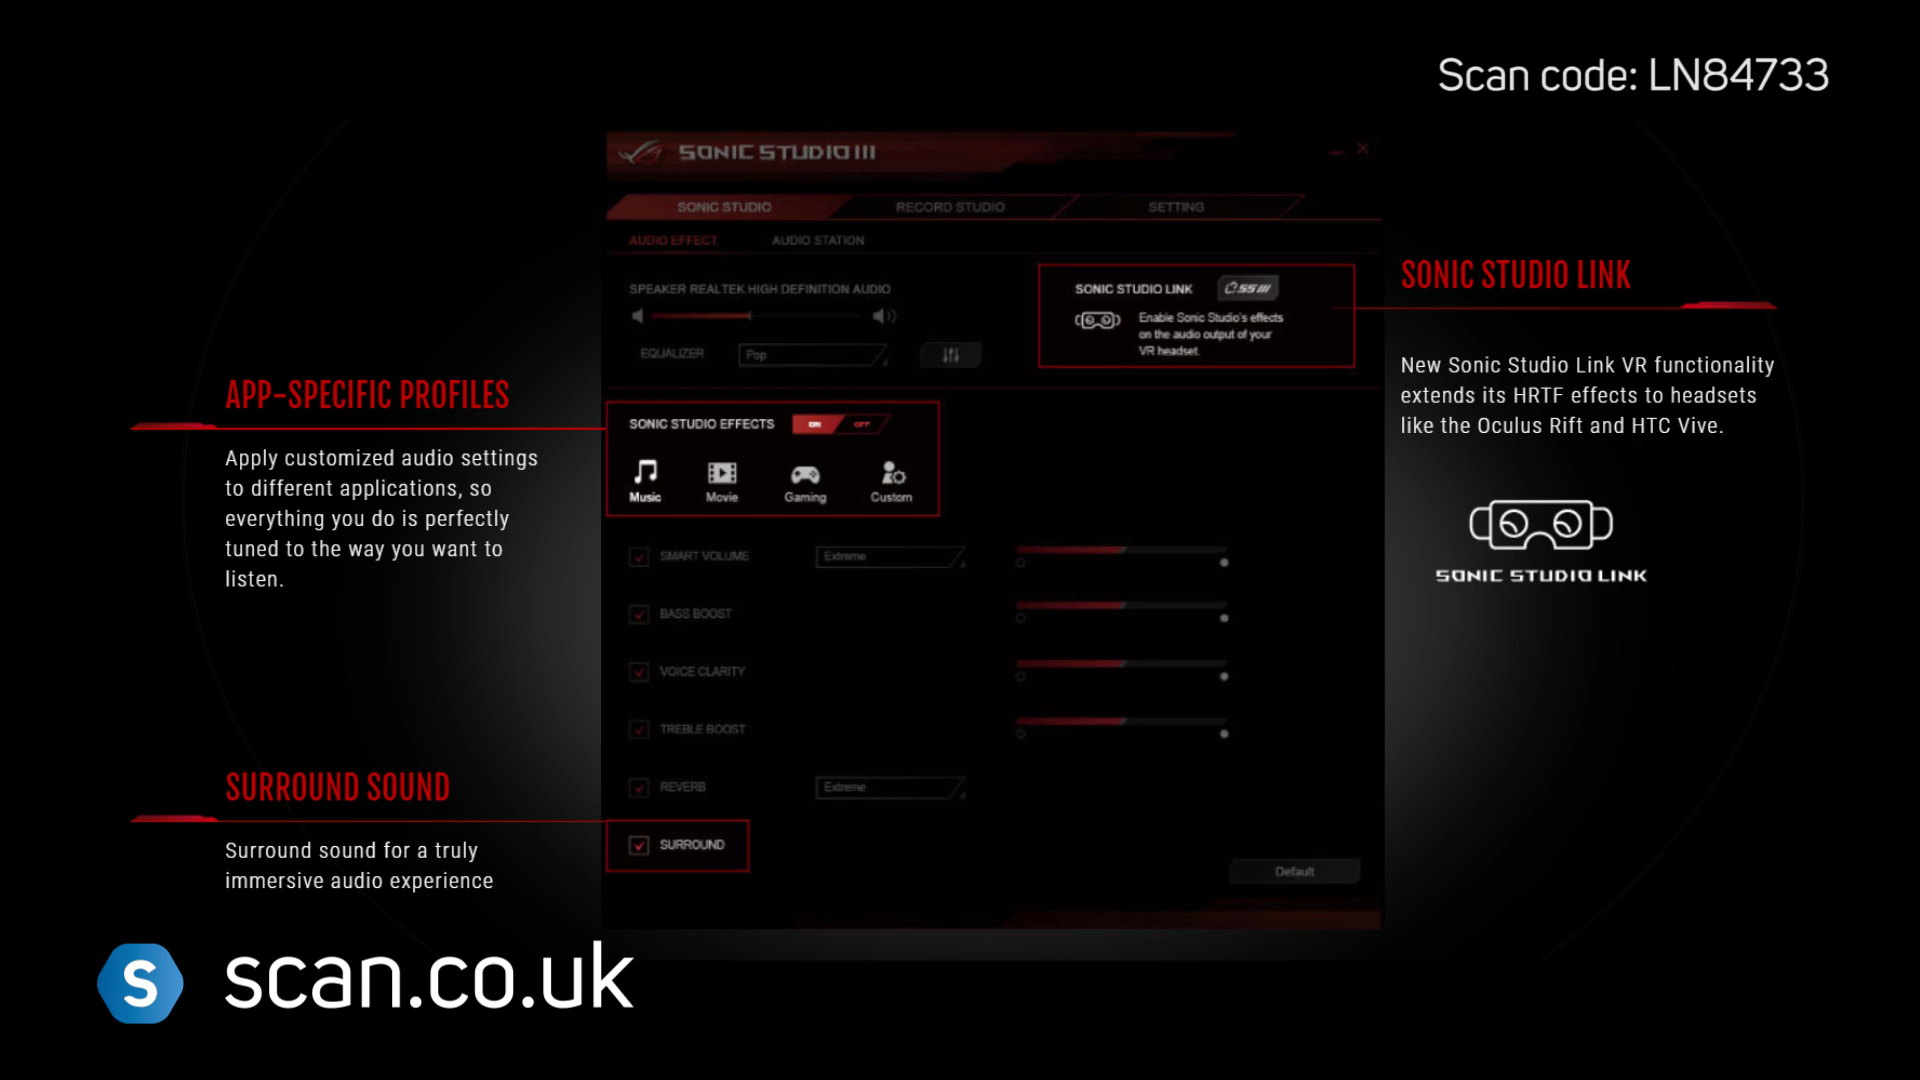 Scan code: LN84733
SONIC STUDIO III
SONIC STUDIO
RECORD STUDIO
SETTING
AUDIO EFFECT
AUDIO STATION
SPEAKER REALTEK HIGH DEFINITION AUDIO
EQUALIZER
Pop
SONIC STUDIO LINK
SSIII
Enable Sonic Studio's effects
on the audio output of your
VR headset.
SONIC STUDIO LINK
New Sonic Studio Link VR functionality
extends its HRTF effects to headsets
like the Oculus Rift and HTC Vive.
SONIC STUDIO LINK
APP-SPECIFIC PROFILES
Apply customized audio settings
to different applications, so
everything you do is perfectly
tuned to the way you want to
listen.
SONIC STUDIO EFFECTS
ON
OFF
Music
Movie
Gaming
Custom
SMART VOLUME
Extreme
BASS BOOST
VOICE CLARITY
TREBLE BOOST
REVERB
Extreme
SURROUND
Default
SURROUND SOUND
Surround sound for a truly
immersive audio experience
S
scan.co.uk